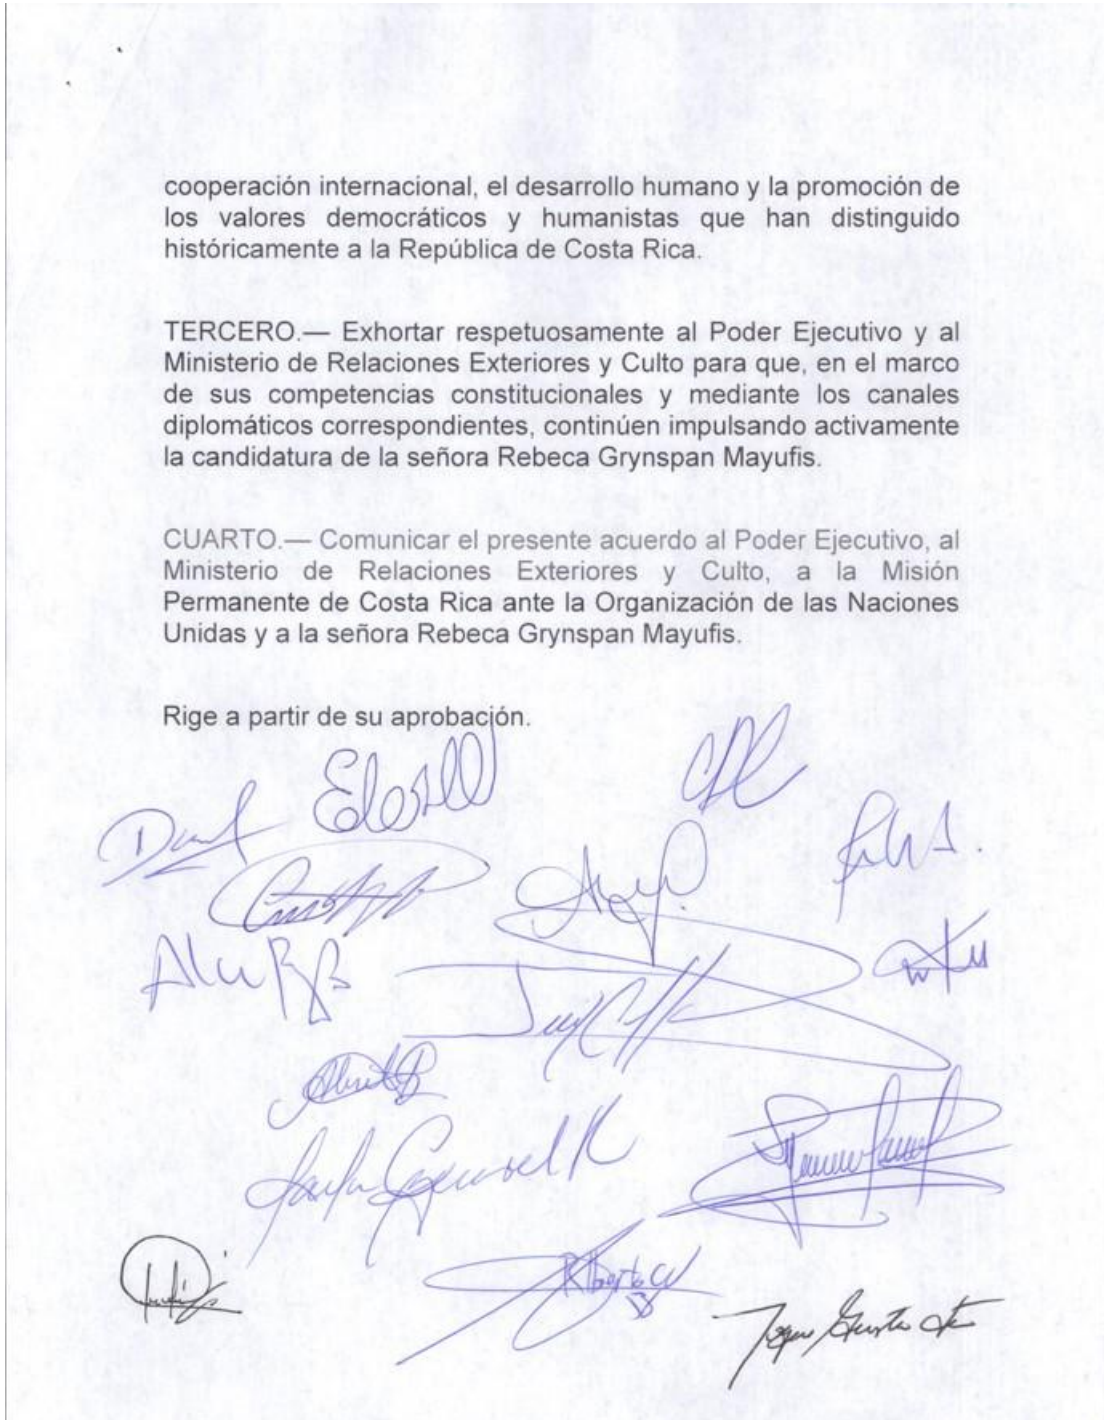 cooperación internacional, el desarrollo humano y la promoción de
los valores democráticos y humanistas que han distinguido
históricamente a la República de Costa Rica.
TERCERO.— Exhortar respetuosamente al Poder Ejecutivo y al
Ministerio de Relaciones Exteriores y Culto para que, en el marco
de sus competencias constitucionales y mediante los canales
diplomáticos correspondientes, continúen impulsando activamente
la candidatura de la señora Rebeca Grynspan Mayufis.
CUARTO.— Comunicar el presente acuerdo al Poder Ejecutivo, al
Ministerio de Relaciones Exteriores y Culto, a la Misión
Permanente de Costa Rica ante la Organización de las Naciones
Unidas y a la señora Rebeca Grynspan Mayufis.
Rige a partir de su aprobación.